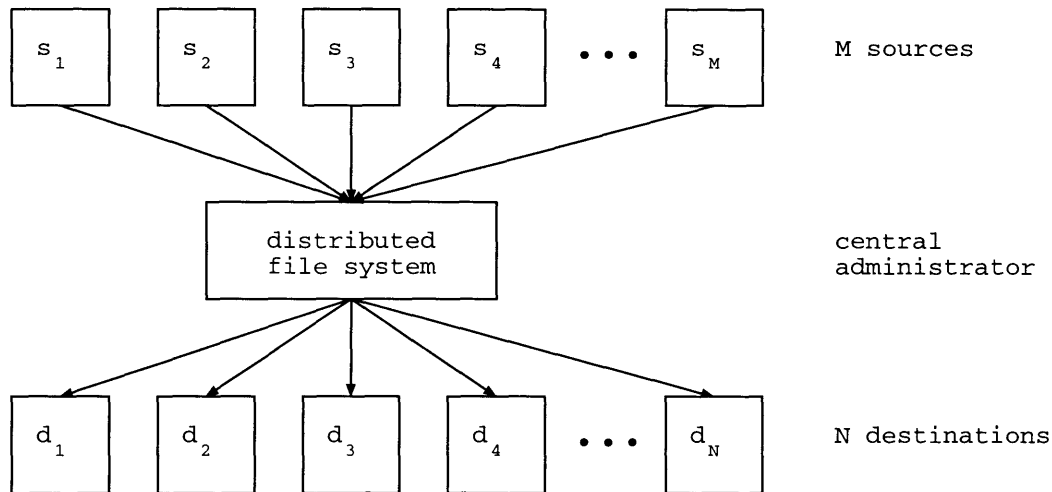 s1 s2 s3 s4 ••• sM M sources
distributed
file system
central
administrator
d1 d2 d3 d4 ••• dN N destinations